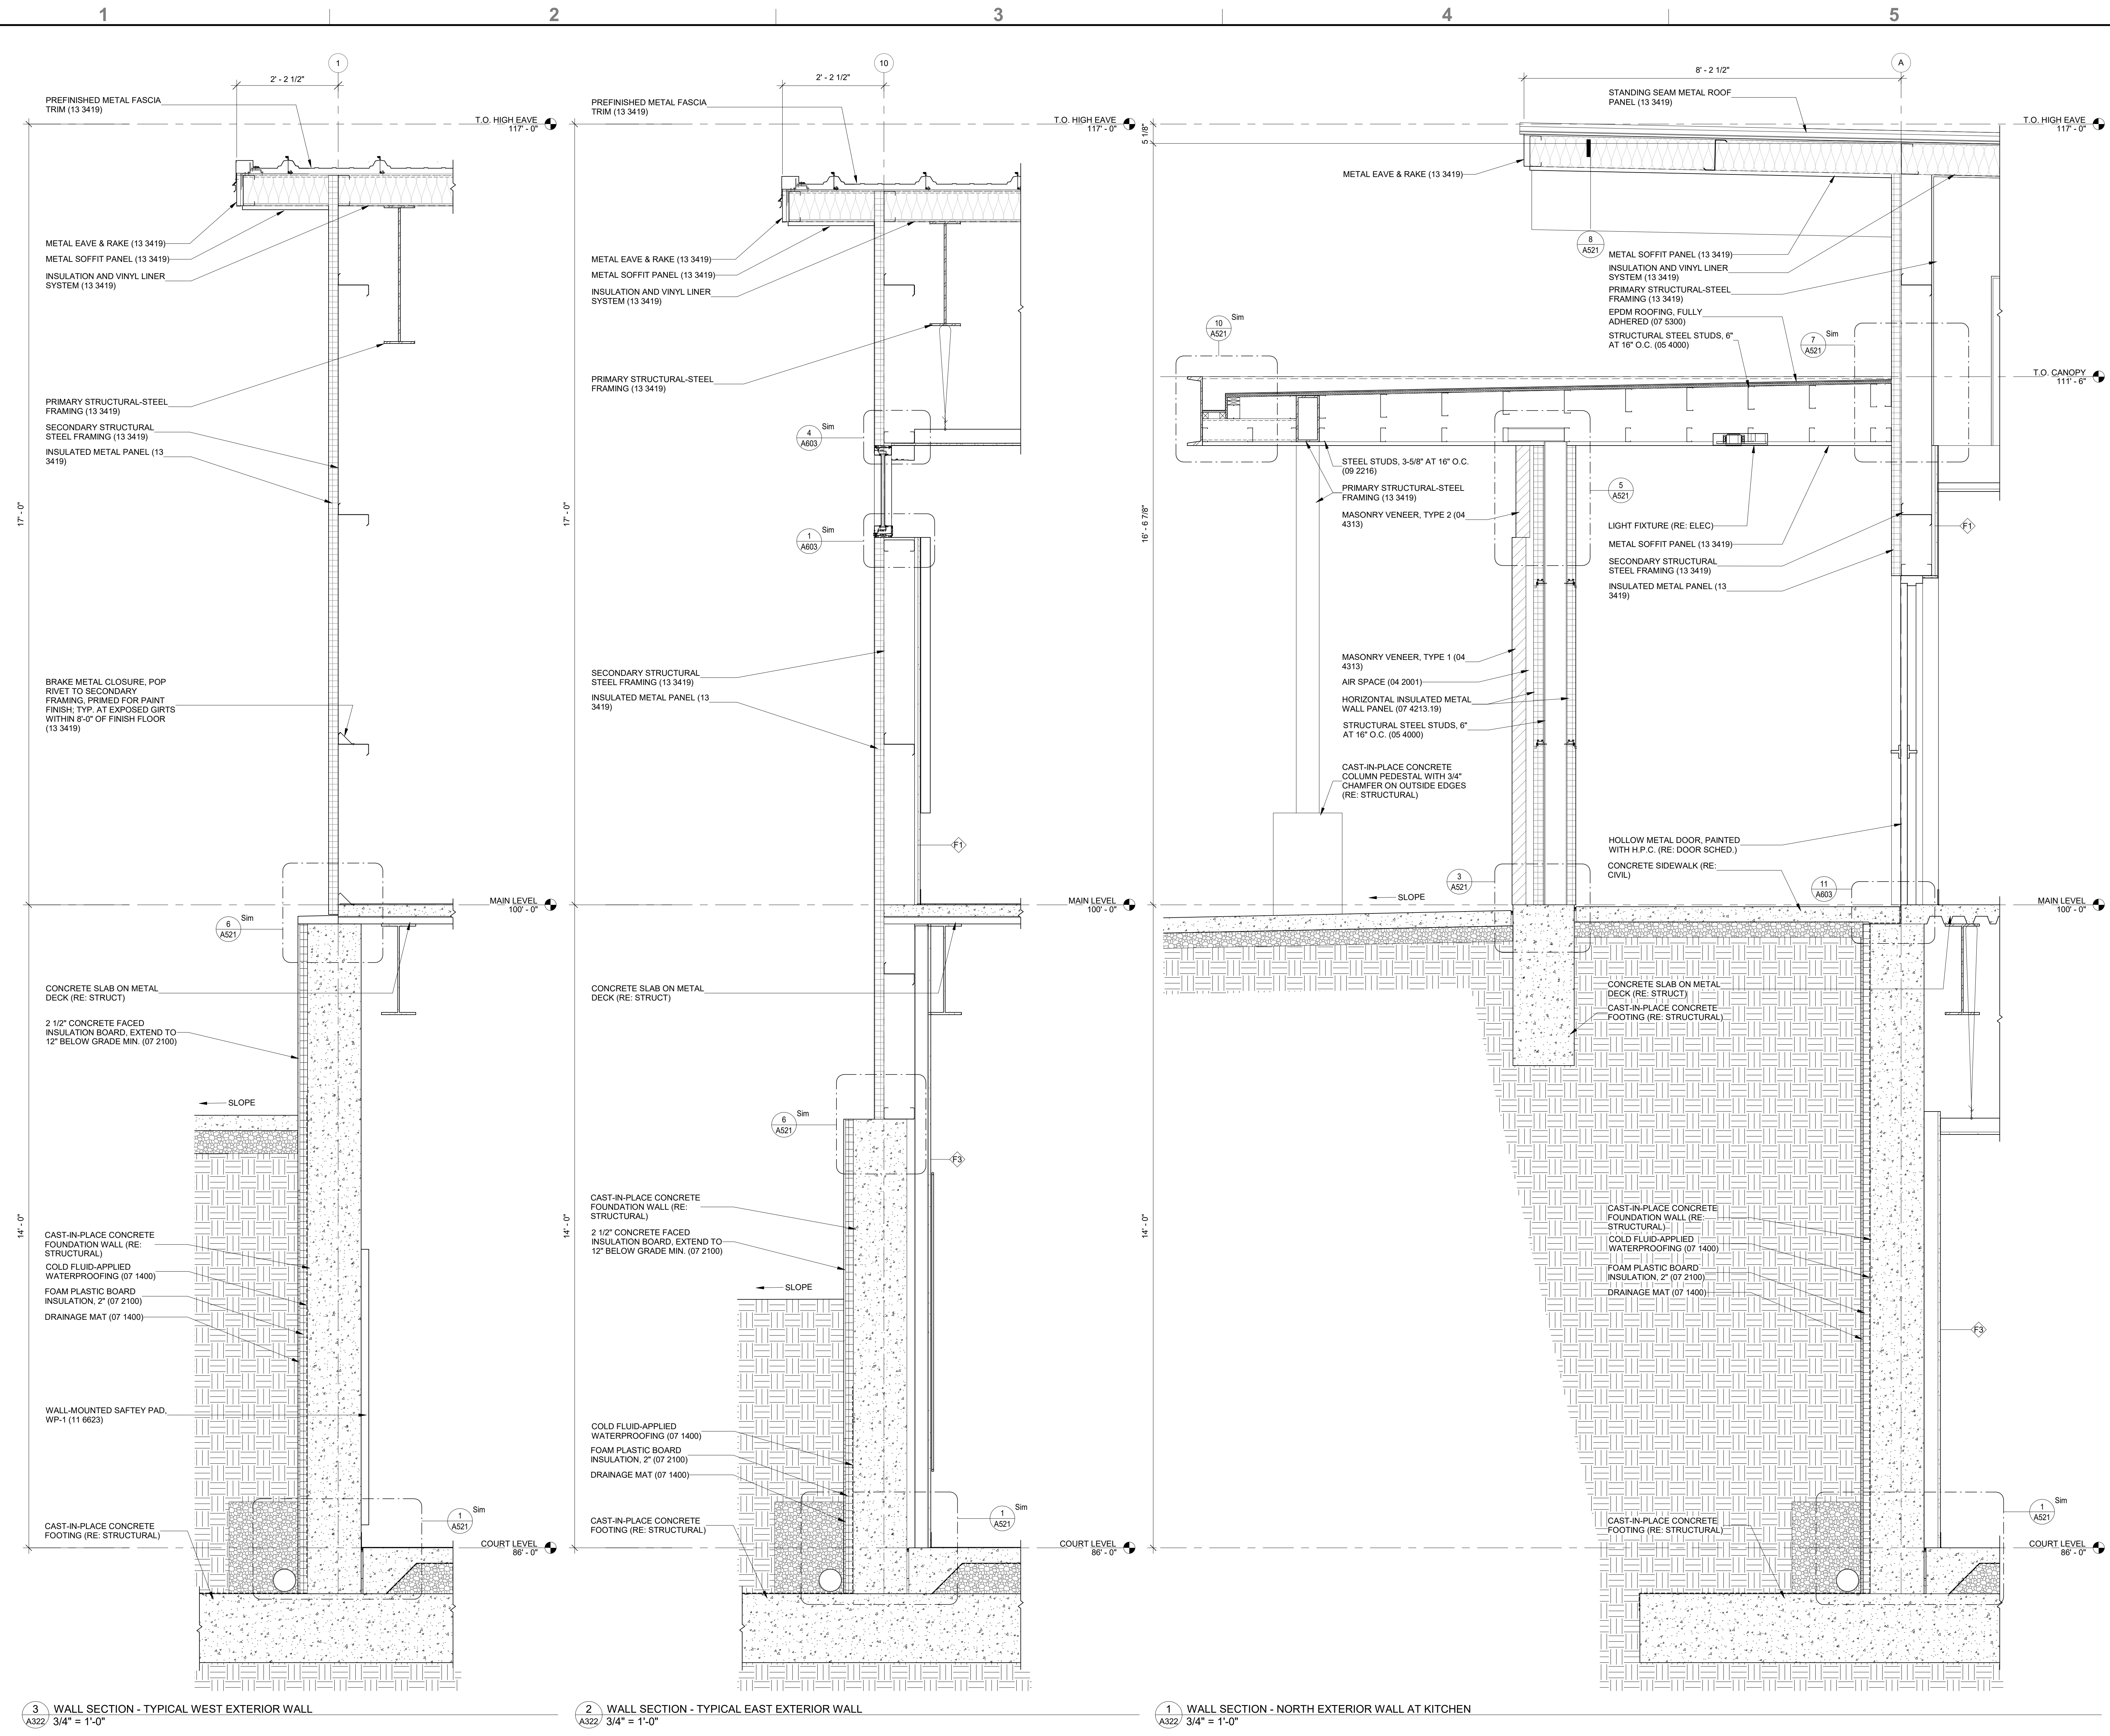 1
2
3
4
5
1
2' - 2 1/2"
PREFINISHED METAL FASCIA
TRIM (13 3419)
T.O. HIGH EAVE
117' - 0"
METAL EAVE & RAKE (13 3419)
METAL SOFFIT PANEL (13 3419)
INSULATION AND VINYL LINER
SYSTEM (13 3419)
PRIMARY STRUCTURAL-STEEL
FRAMING (13 3419)
SECONDARY STRUCTURAL
STEEL FRAMING (13 3419)
INSULATED METAL PANEL (13
3419)
17' - 0"
BRAKE METAL CLOSURE, POP
RIVET TO SECONDARY
FRAMING, PRIMED FOR PAINT
FINISH; TYP. AT EXPOSED GIRTS
WITHIN 8'-0" OF FINISH FLOOR
(13 3419)
MAIN LEVEL
100' - 0"
6
A521
Sim
CONCRETE SLAB ON METAL
DECK (RE: STRUCT)
2 1/2" CONCRETE FACED
INSULATION BOARD, EXTEND TO
12" BELOW GRADE MIN. (07 2100)
SLOPE
14' - 0"
CAST-IN-PLACE CONCRETE
FOUNDATION WALL (RE:
STRUCTURAL)
COLD FLUID-APPLIED
WATERPROOFING (07 1400)
FOAM PLASTIC BOARD
INSULATION, 2" (07 2100)
DRAINAGE MAT (07 1400)
WALL-MOUNTED SAFTEY PAD,
WP-1 (11 6623)
1
A521
Sim
CAST-IN-PLACE CONCRETE
FOOTING (RE: STRUCTURAL)
COURT LEVEL
86' - 0"
3
A322
WALL SECTION - TYPICAL WEST EXTERIOR WALL
3/4" = 1'-0"
10
2' - 2 1/2"
PREFINISHED METAL FASCIA
TRIM (13 3419)
T.O. HIGH EAVE
117' - 0"
METAL EAVE & RAKE (13 3419)
METAL SOFFIT PANEL (13 3419)
INSULATION AND VINYL LINER
SYSTEM (13 3419)
PRIMARY STRUCTURAL-STEEL
FRAMING (13 3419)
4
A603
Sim
1
A603
Sim
17' - 0"
SECONDARY STRUCTURAL
STEEL FRAMING (13 3419)
INSULATED METAL PANEL (13
3419)
F1
MAIN LEVEL
100' - 0"
CONCRETE SLAB ON METAL
DECK (RE: STRUCT)
6
A521
Sim
F3
14' - 0"
CAST-IN-PLACE CONCRETE
FOUNDATION WALL (RE:
STRUCTURAL)
2 1/2" CONCRETE FACED
INSULATION BOARD, EXTEND TO
12" BELOW GRADE MIN. (07 2100)
SLOPE
COLD FLUID-APPLIED
WATERPROOFING (07 1400)
FOAM PLASTIC BOARD
INSULATION, 2" (07 2100)
DRAINAGE MAT (07 1400)
1
A521
Sim
CAST-IN-PLACE CONCRETE
FOOTING (RE: STRUCTURAL)
COURT LEVEL
86' - 0"
2
A322
WALL SECTION - TYPICAL EAST EXTERIOR WALL
3/4" = 1'-0"
A
8' - 2 1/2"
STANDING SEAM METAL ROOF
PANEL (13 3419)
T.O. HIGH EAVE
117' - 0"
5 1/8"
METAL EAVE & RAKE (13 3419)
8
A521
METAL SOFFIT PANEL (13 3419)
INSULATION AND VINYL LINER
SYSTEM (13 3419)
PRIMARY STRUCTURAL-STEEL
FRAMING (13 3419)
EPDM ROOFING, FULLY
ADHERED (07 5300)
STRUCTURAL STEEL STUDS, 6"
AT 16" O.C. (05 4000)
10
A521
Sim
7
A521
Sim
T.O. CANOPY
111' - 6"
STEEL STUDS, 3-5/8" AT 16" O.C.
(09 2216)
PRIMARY STRUCTURAL-STEEL
FRAMING (13 3419)
MASONRY VENEER, TYPE 2 (04
4313)
5
A521
LIGHT FIXTURE (RE: ELEC)
METAL SOFFIT PANEL (13 3419)
SECONDARY STRUCTURAL
STEEL FRAMING (13 3419)
INSULATED METAL PANEL (13
3419)
F1
16' - 6 7/8"
MASONRY VENEER, TYPE 1 (04
4313)
AIR SPACE (04 2001)
HORIZONTAL INSULATED METAL
WALL PANEL (07 4213.19)
STRUCTURAL STEEL STUDS, 6"
AT 16" O.C. (05 4000)
CAST-IN-PLACE CONCRETE
COLUMN PEDESTAL WITH 3/4"
CHAMFER ON OUTSIDE EDGES
(RE: STRUCTURAL)
HOLLOW METAL DOOR, PAINTED
WITH H.P.C. (RE: DOOR SCHED.)
CONCRETE SIDEWALK (RE:
CIVIL)
3
A521
11
A603
SLOPE
MAIN LEVEL
100' - 0"
CONCRETE SLAB ON METAL
DECK (RE: STRUCT)
CAST-IN-PLACE CONCRETE
FOOTING (RE: STRUCTURAL)
14' - 0"
CAST-IN-PLACE CONCRETE
FOUNDATION WALL (RE:
STRUCTURAL)
COLD FLUID-APPLIED
WATERPROOFING (07 1400)
FOAM PLASTIC BOARD
INSULATION, 2" (07 2100)
DRAINAGE MAT (07 1400)
F3
1
A521
Sim
CAST-IN-PLACE CONCRETE
FOOTING (RE: STRUCTURAL)
COURT LEVEL
86' - 0"
1
A322
WALL SECTION - NORTH EXTERIOR WALL AT KITCHEN
3/4" = 1'-0"